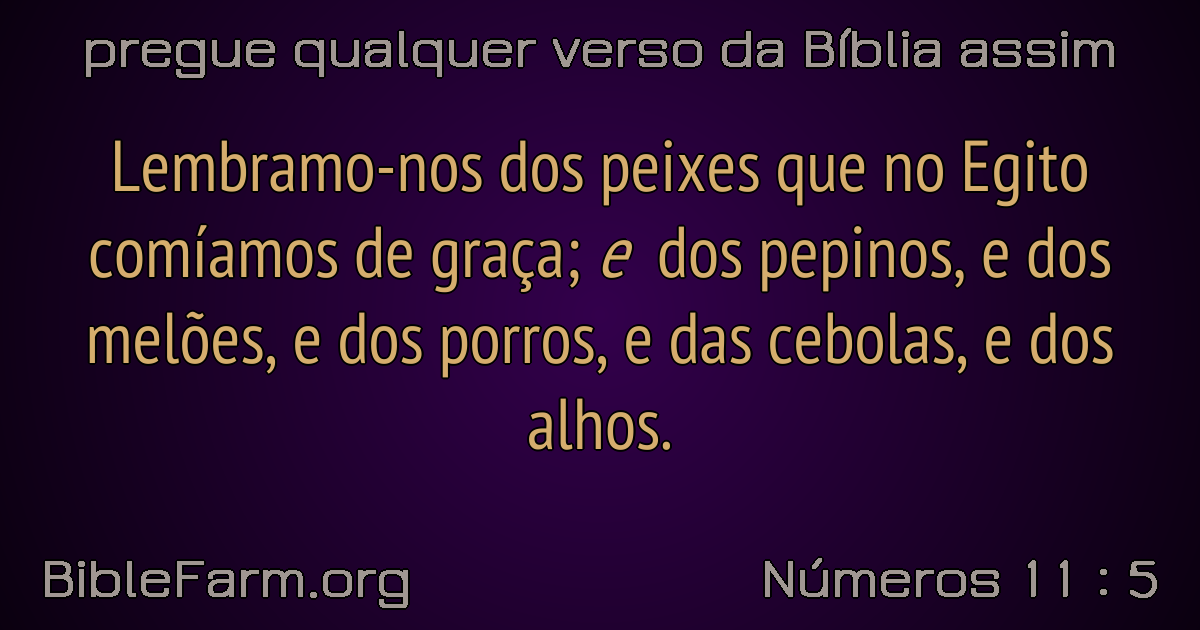 pregue qualquer verso da Bíblia assim
Lembramo-nos dos peixes que no Egito
comíamos de graça; e dos pepinos, e dos
melões, e dos porros, e das cebolas, e dos
alhos.
BibleFarm.org
Números 11 : 5